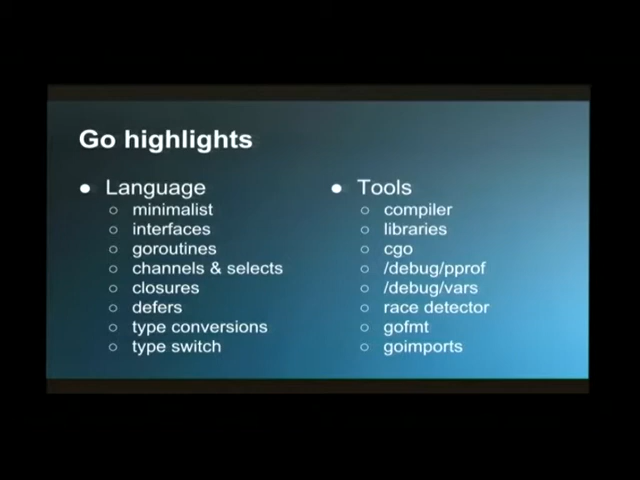 Go highlights
● Language
○ minimalist
○ interfaces
○ goroutines
○ channels & selects
○ closures
○ defers
○ type conversions
○ type switch
● Tools
○ compiler
○ libraries
○ cgo
○ /debug/pprof
○ /debug/vars
○ race detector
○ gofmt
○ goimports